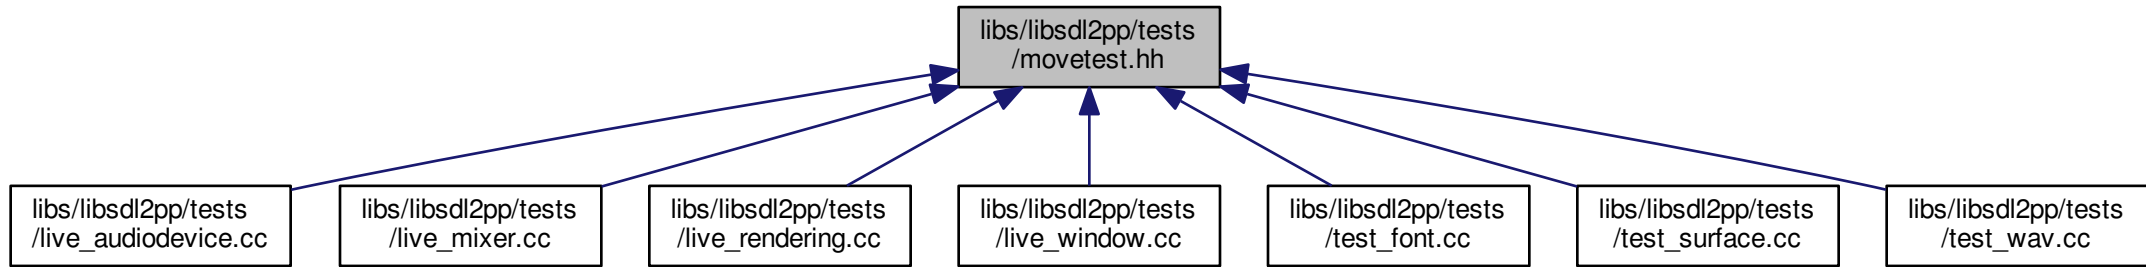 libs/libsdl2pp/tests
/movetest.hh
libs/libsdl2pp/tests
/live_audiodevice.cc
libs/libsdl2pp/tests
/live_mixer.cc
libs/libsdl2pp/tests
/live_rendering.cc
libs/libsdl2pp/tests
/live_window.cc
libs/libsdl2pp/tests
/test_font.cc
libs/libsdl2pp/tests
/test_surface.cc
libs/libsdl2pp/tests
/test_wav.cc